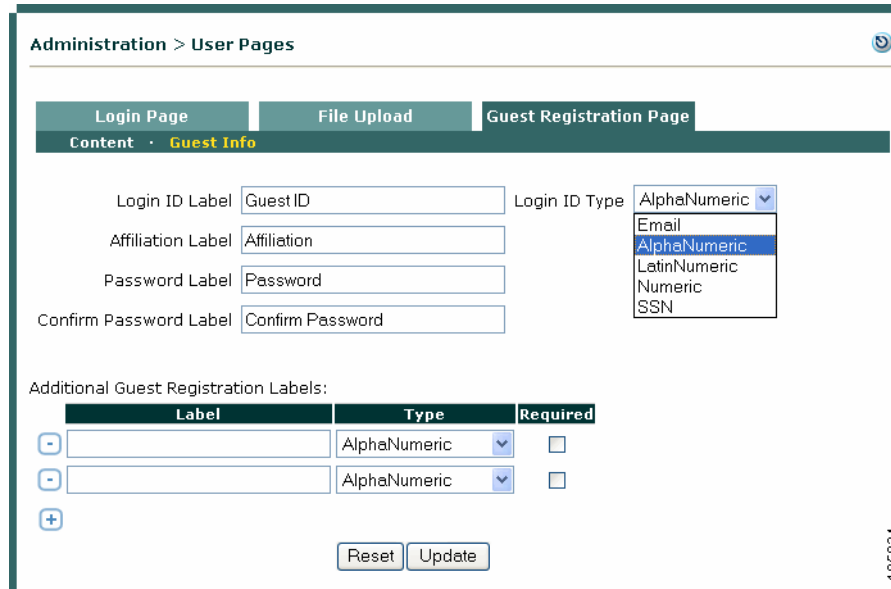 Administration > User Pages
Login Page File Upload Guest Registration Page
Content · Guest Info
Login ID Label Guest ID Login ID Type AlphaNumeric
Email
Affiliation Label Affiliation AlphaNumeric
LatinNumeric
Password Label Password Numeric
SSN
Confirm Password Label Confirm Password
Additional Guest Registration Labels:
Label Type Required
- AlphaNumeric
- AlphaNumeric
+
Reset Update